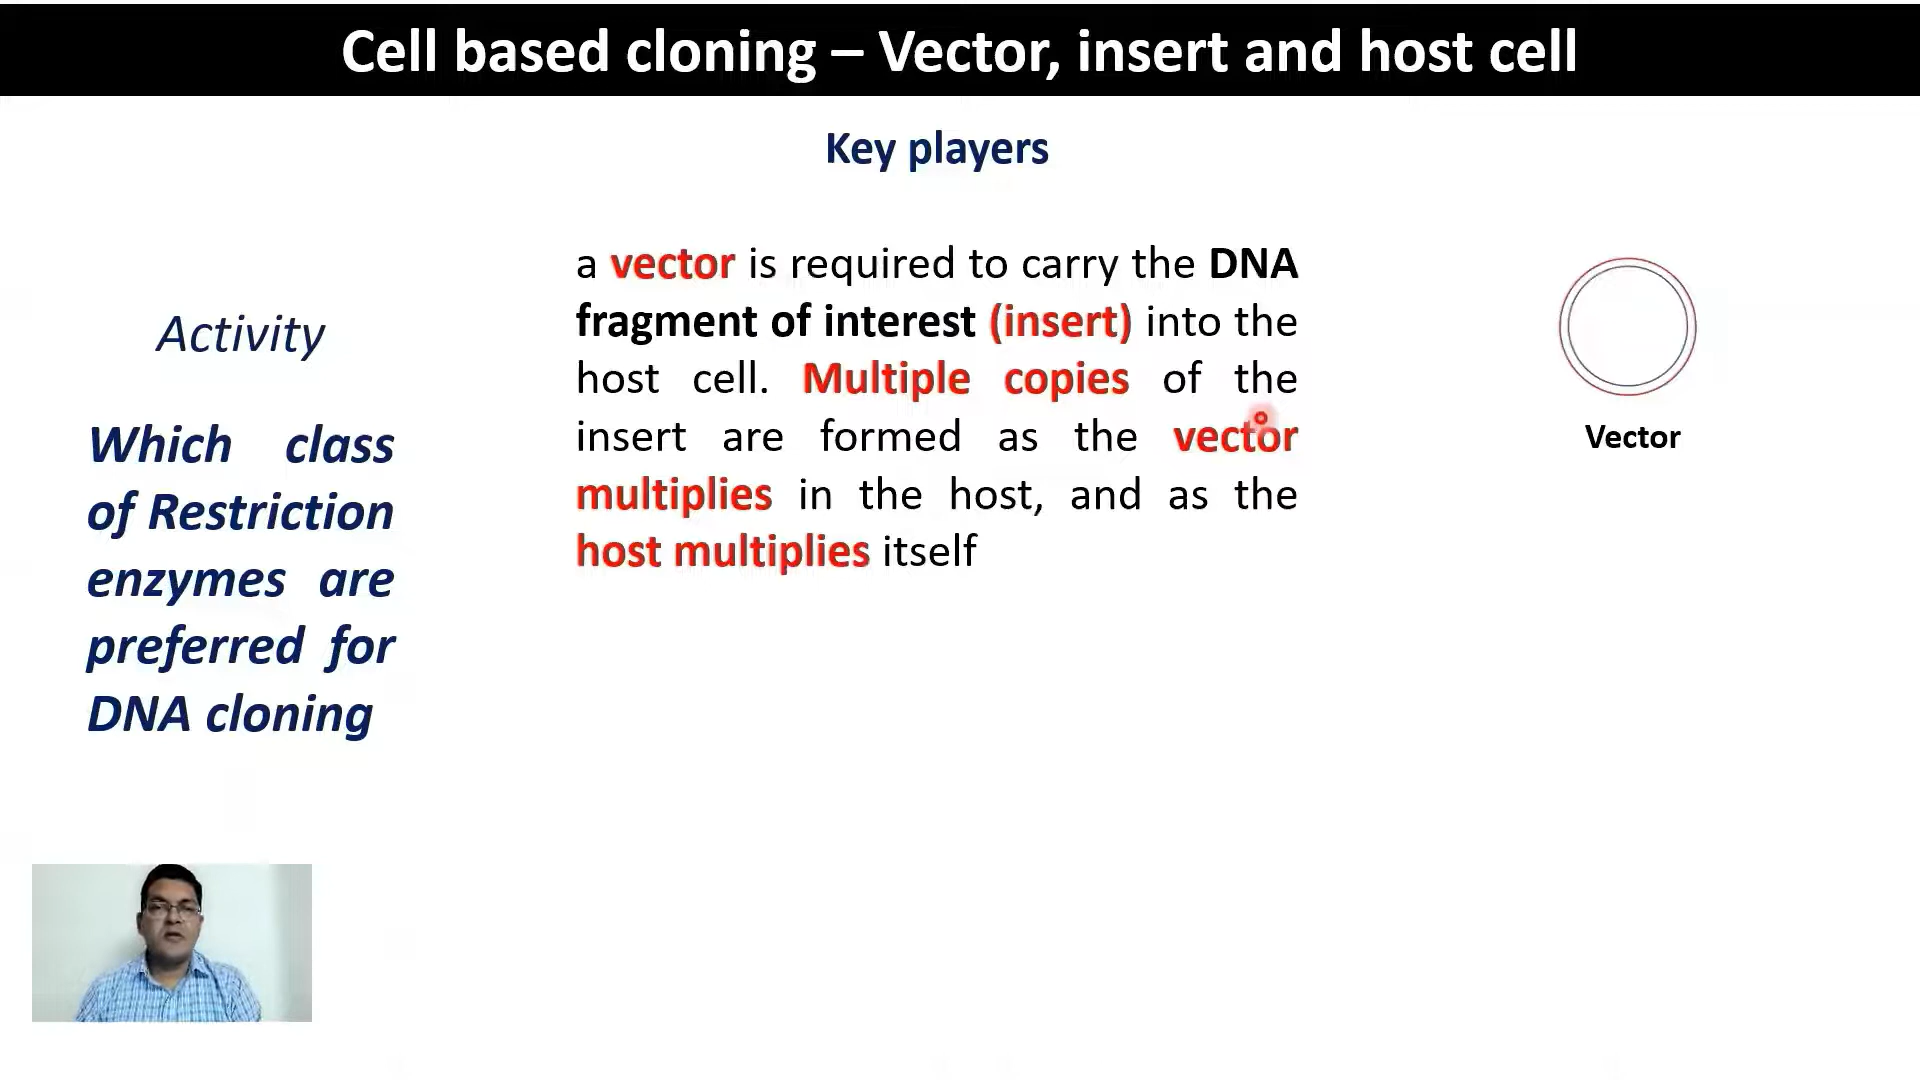 Cell based cloning – Vector, insert and host cell
Key players
Activity
Which class
of Restriction
enzymes are
preferred for
DNA cloning
a vector is required to carry the DNA
fragment of interest (insert) into the
host cell. Multiple copies of the
insert are formed as the vector
multiplies in the host, and as the
host multiplies itself
Vector